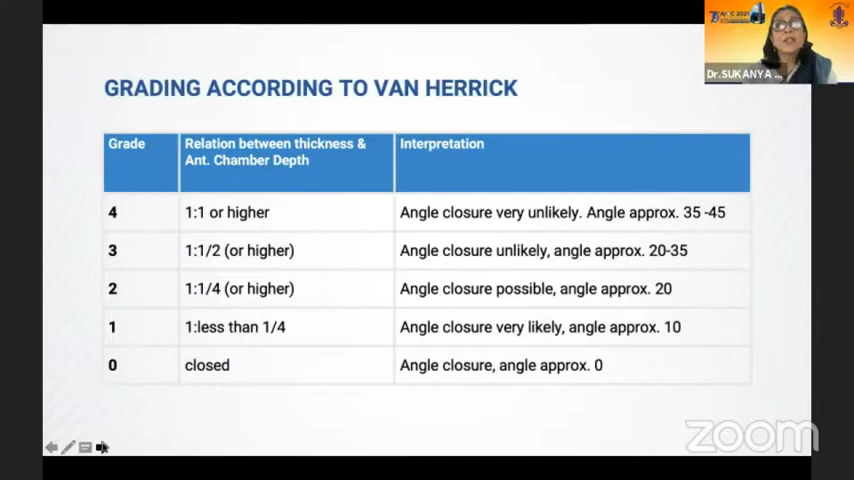 AIOC 2021
Dr.SUKANYA ...
GRADING ACCORDING TO VAN HERRICK
Grade Relation between thickness & Interpretation
Ant. Chamber Depth
4 1:1 or higher Angle closure very unlikely. Angle approx. 35 -45
3 1:1/2 (or higher) Angle closure unlikely, angle approx. 20-35
2 1:1/4 (or higher) Angle closure possible, angle approx. 20
1 1:less than 1/4 Angle closure very likely, angle approx. 10
0 closed Angle closure, angle approx. 0
zoom